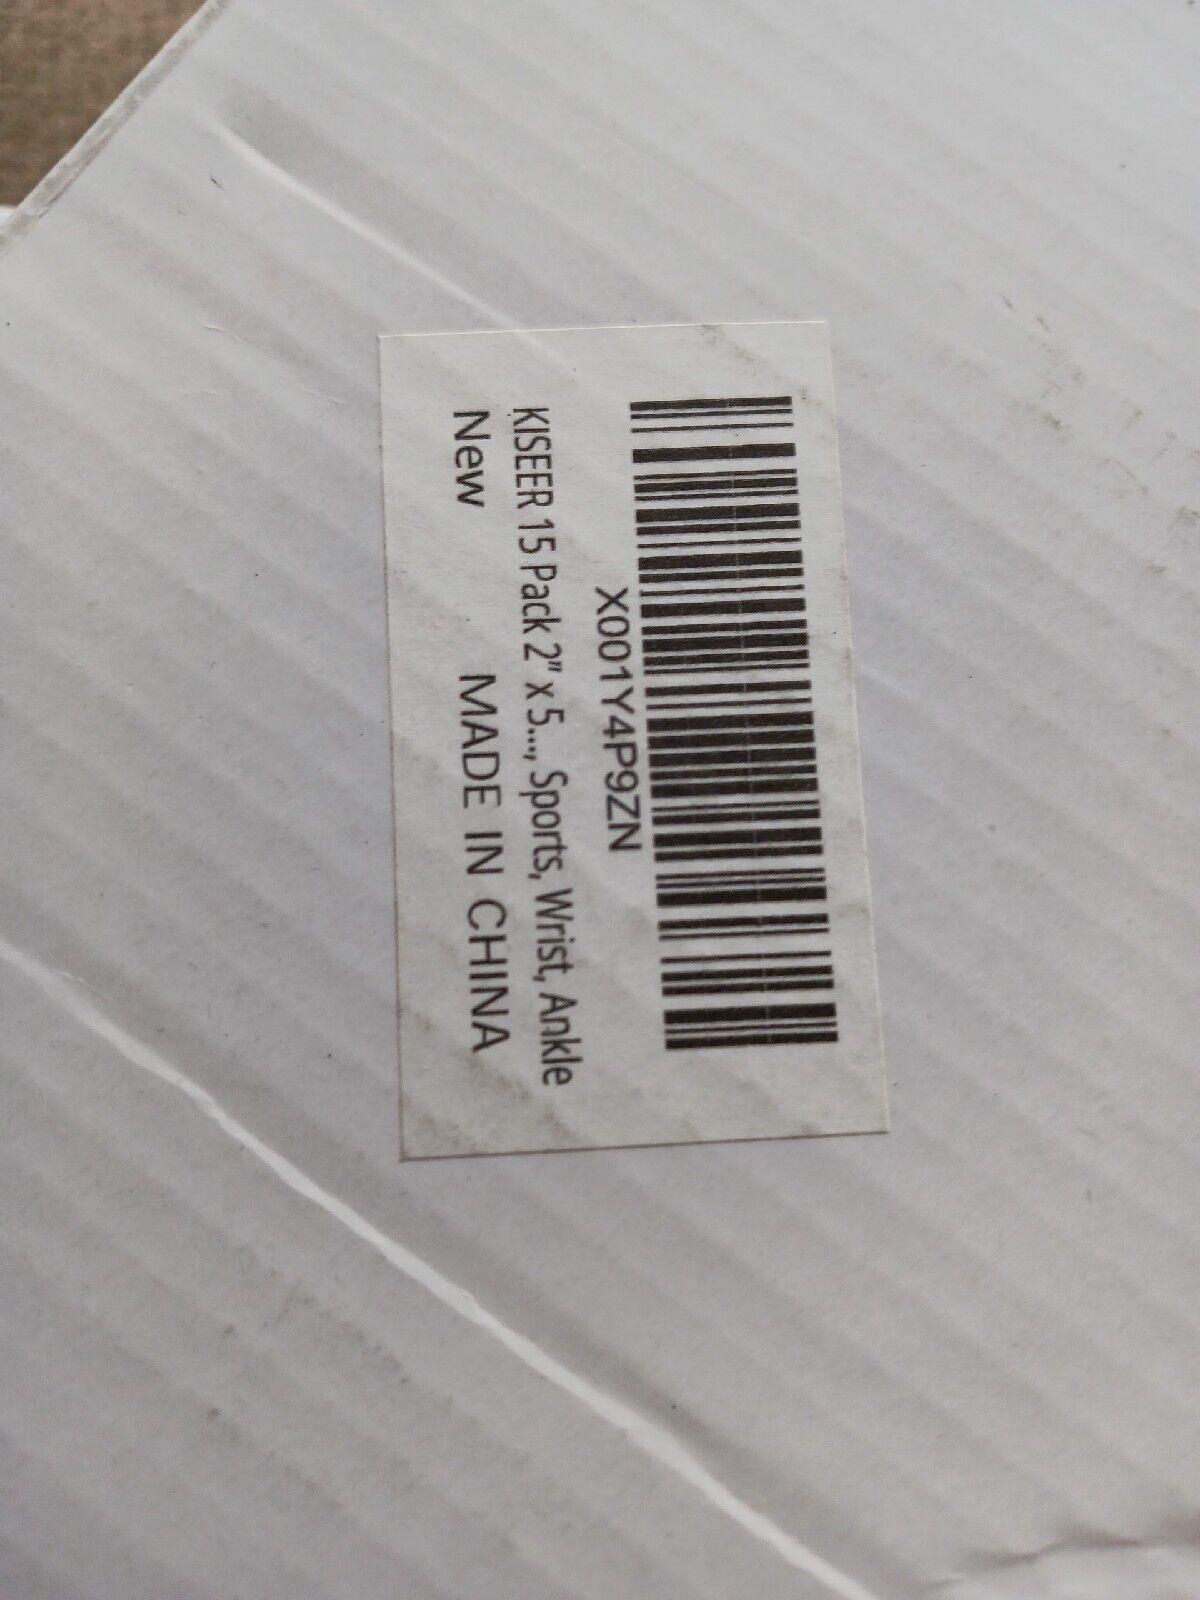 X001Y4P9ZN
KISEER 15 Pack 2" x 5..., Sports, Wrist, Ankle
New MADE IN CHINA